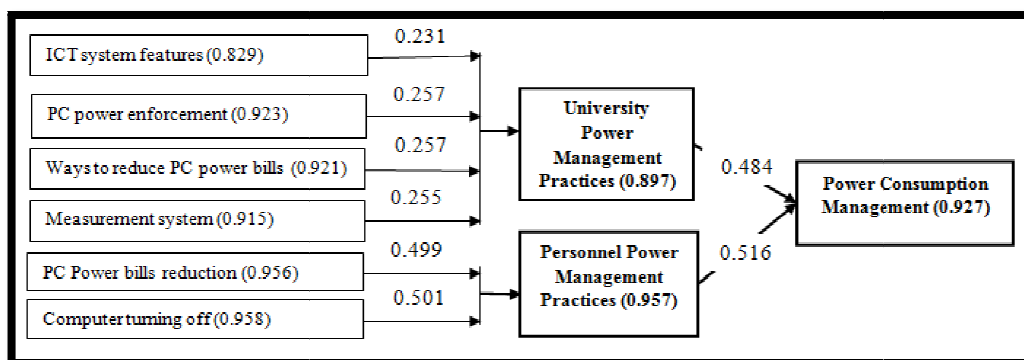 ICT system features (0.829)
0.231
PC power enforcement (0.923)
0.257
Ways to reduce PC power bills (0.921)
0.257
Measurement system (0.915)
0.255
PC Power bills reduction (0.956)
0.499
Computer turning off (0.958)
0.501
University
Power
Management
Practices (0.897)
Personnel Power
Management
Practices (0.957)
0.484
0.516
Power Consumption
Management (0.927)